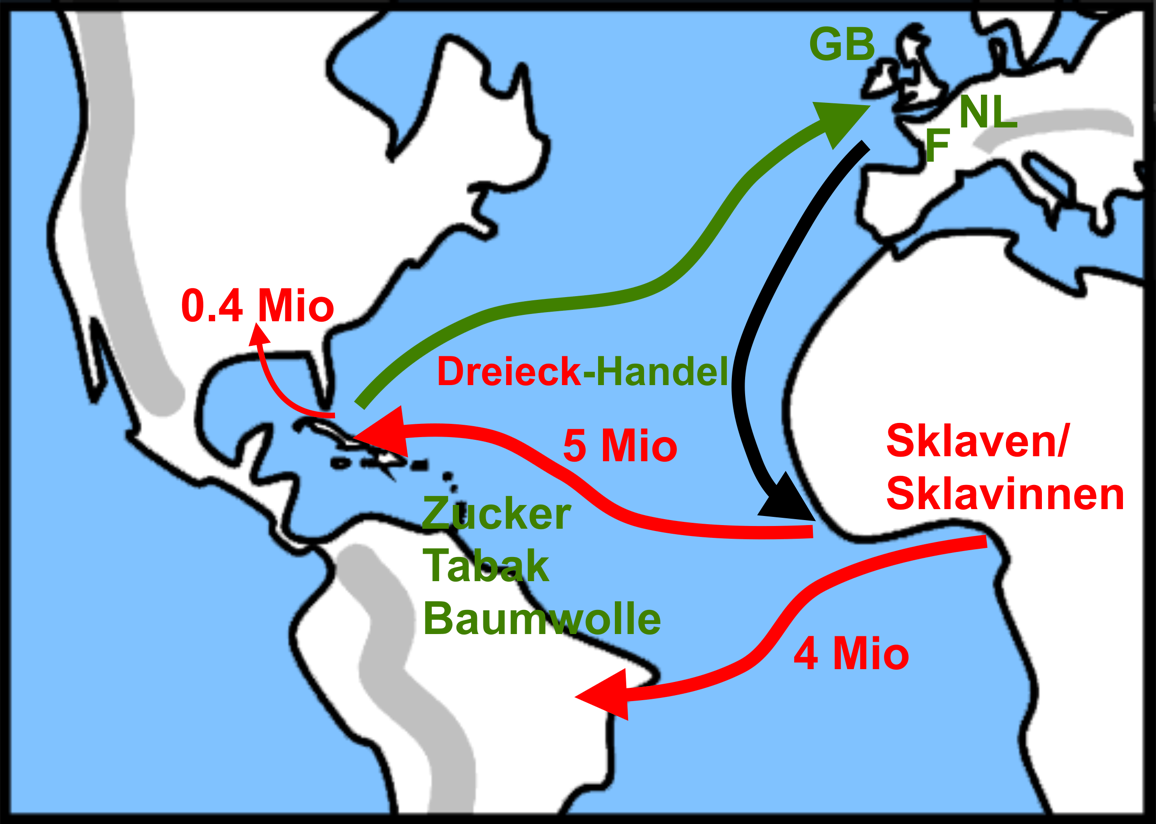 GB
NL
F
0.4 Mio
Dreieck-Handel
5 Mio
Sklaven/
Sklavinnen
Zucker
Tabak
Baumwolle
4 Mio